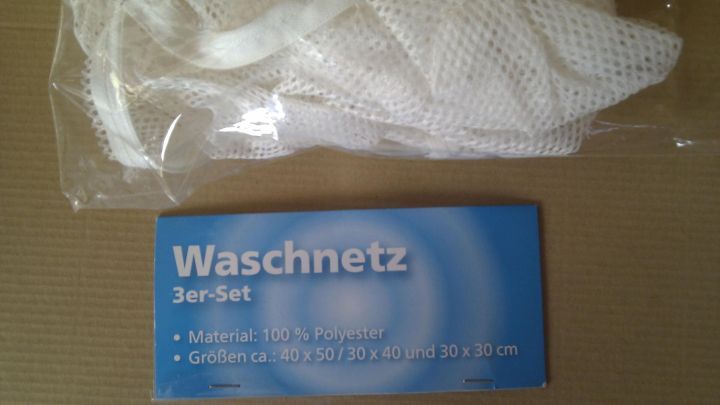 Waschnetz
3er-Set
• Material: 100 % Polyester
• Größen ca.: 40 x 50 / 30 x 40 und 30 x 30 cm